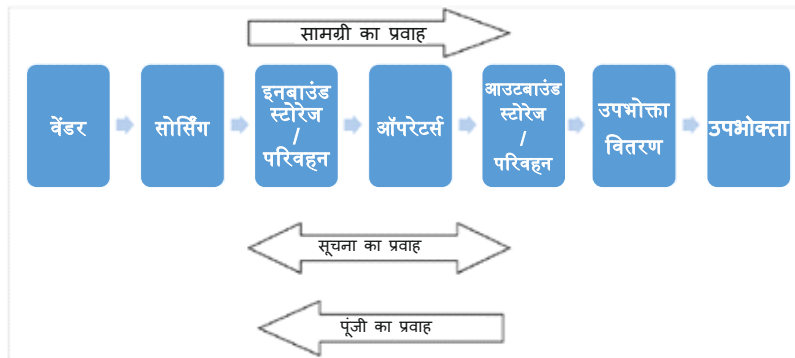 सामग्री का प्रवाह
वेंडर
सोर्सिंग
इनबाउंड
स्टोरेज
/
परिवहन
ऑपरेटर्स
आउटबाउंड
स्टोरेज
/
परिवहन
उपभोक्ता
वितरण
उपभोक्ता
सूचना का प्रवाह
पूंजी का प्रवाह